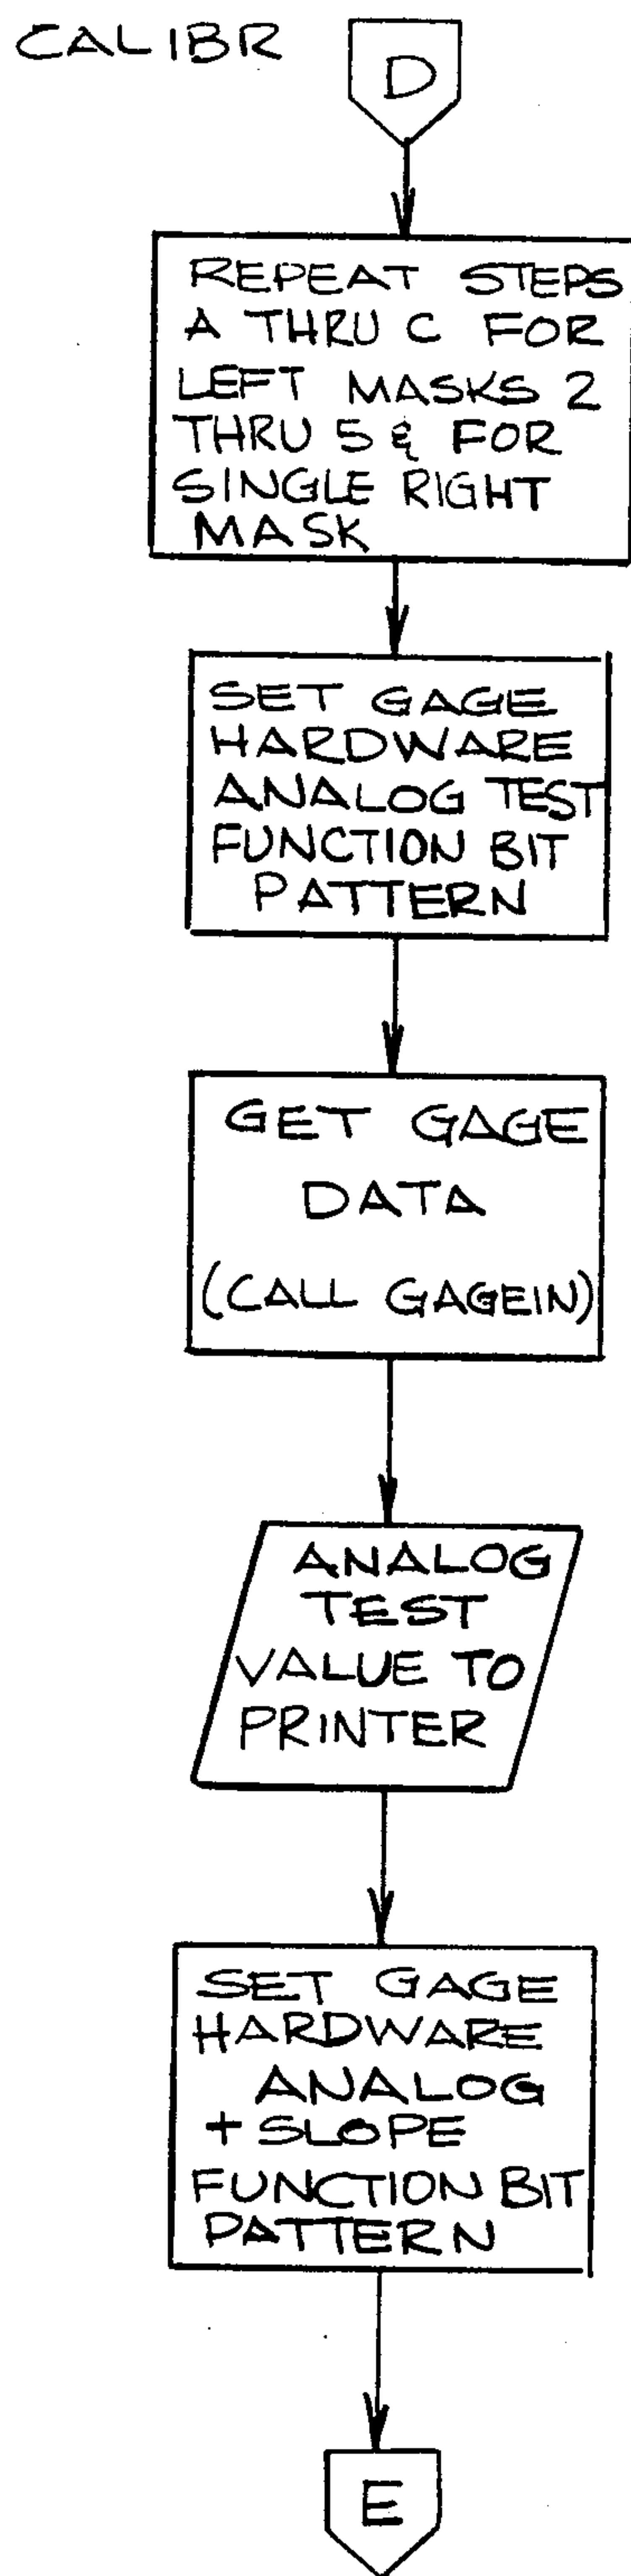 CALIBR
D
REPEAT STEPS
A THRU C FOR
LEFT MASKS 2
THRU 5 & FOR
SINGLE RIGHT
MASK
SET GAGE
HARDWARE
ANALOG TEST
FUNCTION BIT
PATTERN
GET GAGE
DATA
(CALL GAGEIN)
ANALOG
TEST
VALUE TO
PRINTER
SET GAGE
HARDWARE
ANALOG
+ SLOPE
FUNCTION BIT
PATTERN
E